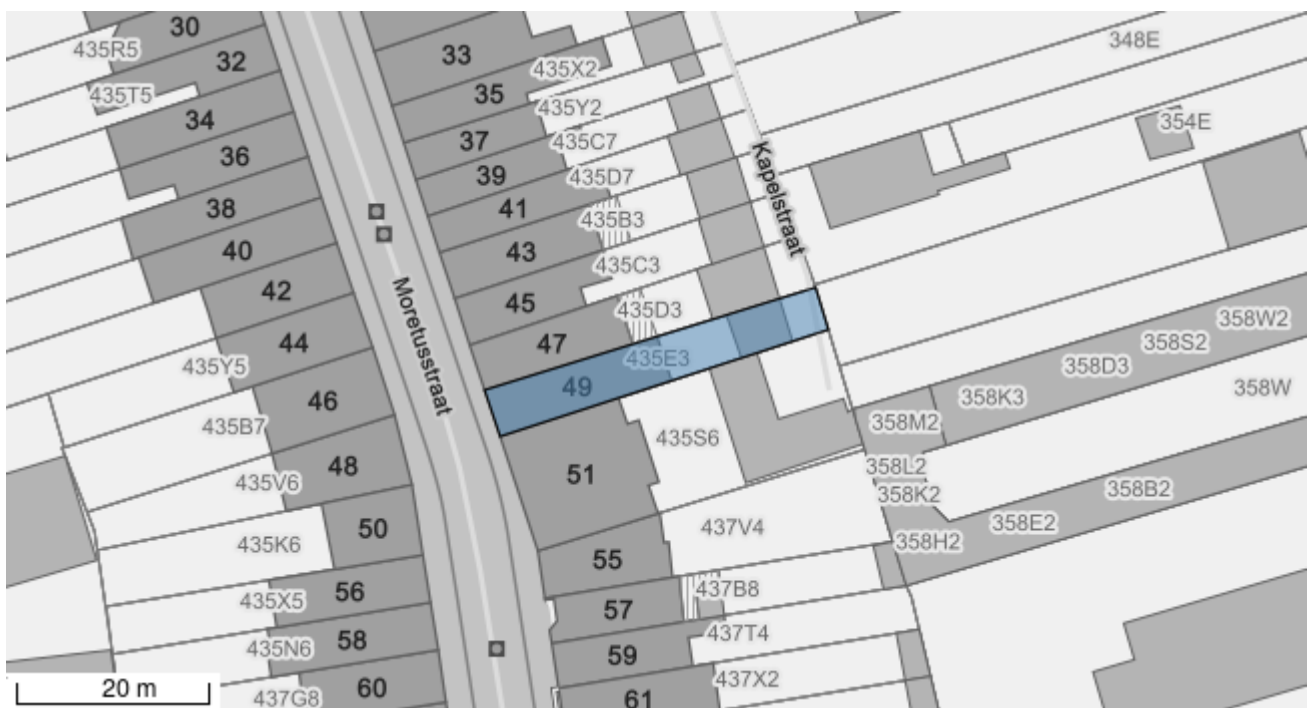 30
435R5
32
33
435X2
348E
435T5
35
435Y2
34
37
435C7
354E
36
39
435D7
Kapelstraat
38
41
435B3
40
43
435C3
42
45
435D3
Moretusstraat
358W2
44
47
435E3
358S2
435Y5
49
358D3
46
358K3
358W
435B7
358M2
48
435S6
51
358L2
435V6
358K2
358B2
50
437V4
358E2
435K6
55
358H2
56
437B8
435X5
57
58
437T4
435N6
59
60
437X2
437G8
61
20 m